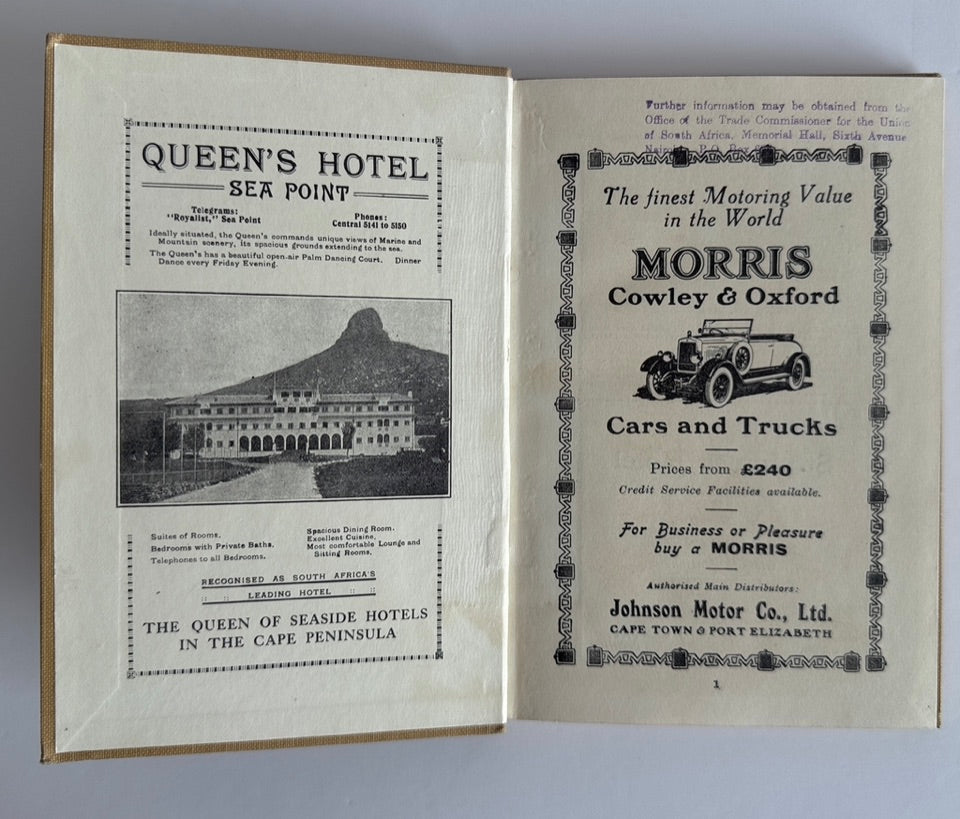 QUEEN'S HOTEL
SEA POINT
Telegrams:
"Royalist," Sea Point
Phones:
Central 5141 to 5150
Ideally situated, the Queen's commands unique views of Marine and
Mountain scenery, its spacious grounds extending to the sea.
The Queen's has a beautiful open-air Palm Dancing Court. Dinner
Dance every Friday Evening.
Suites of Rooms.
Bedrooms with Private Baths.
Telephones to all Bedrooms.
Spacious Dining Room.
Excellent Cuisine,
Most comfortable Lounge and
Sitting Rooms.
RECOGNISED AS SOUTH AFRICA'S
:: :: LEADING HOTEL :: ::
THE QUEEN OF SEASIDE HOTELS
IN THE CAPE PENINSULA
Further information may be obtained from the
Office of the Trade Commissioner for the Union
of South Africa, Memorial Hall, Sixth Avenue
P.O. Box
The finest Motoring Value
in the World
MORRIS
Cowley & Oxford
Cars and Trucks
Prices from £240
Credit Service Facilities available.
For Business or Pleasure
buy a MORRIS
Authorised Main Distributors:
Johnson Motor Co., Ltd.
CAPE TOWN & PORT ELIZABETH
1